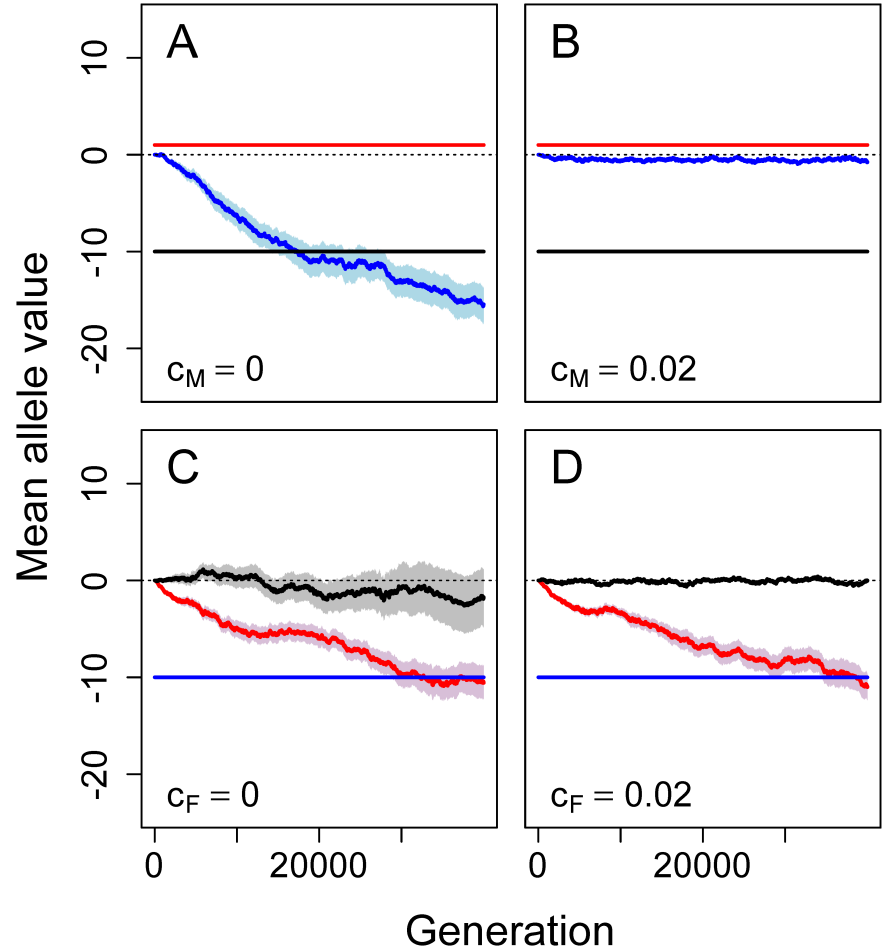 Mean allele value
A
B
10
0
-10
-20
c_M = 0
c_M = 0.02
C
D
10
0
-10
-20
c_F = 0
c_F = 0.02
0 20000
0 20000
Generation